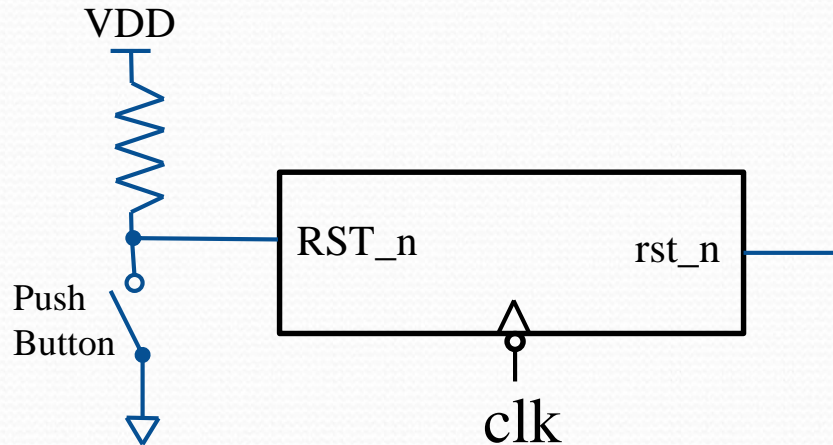 VDD
RST_n
rst_n
Push
Button
clk